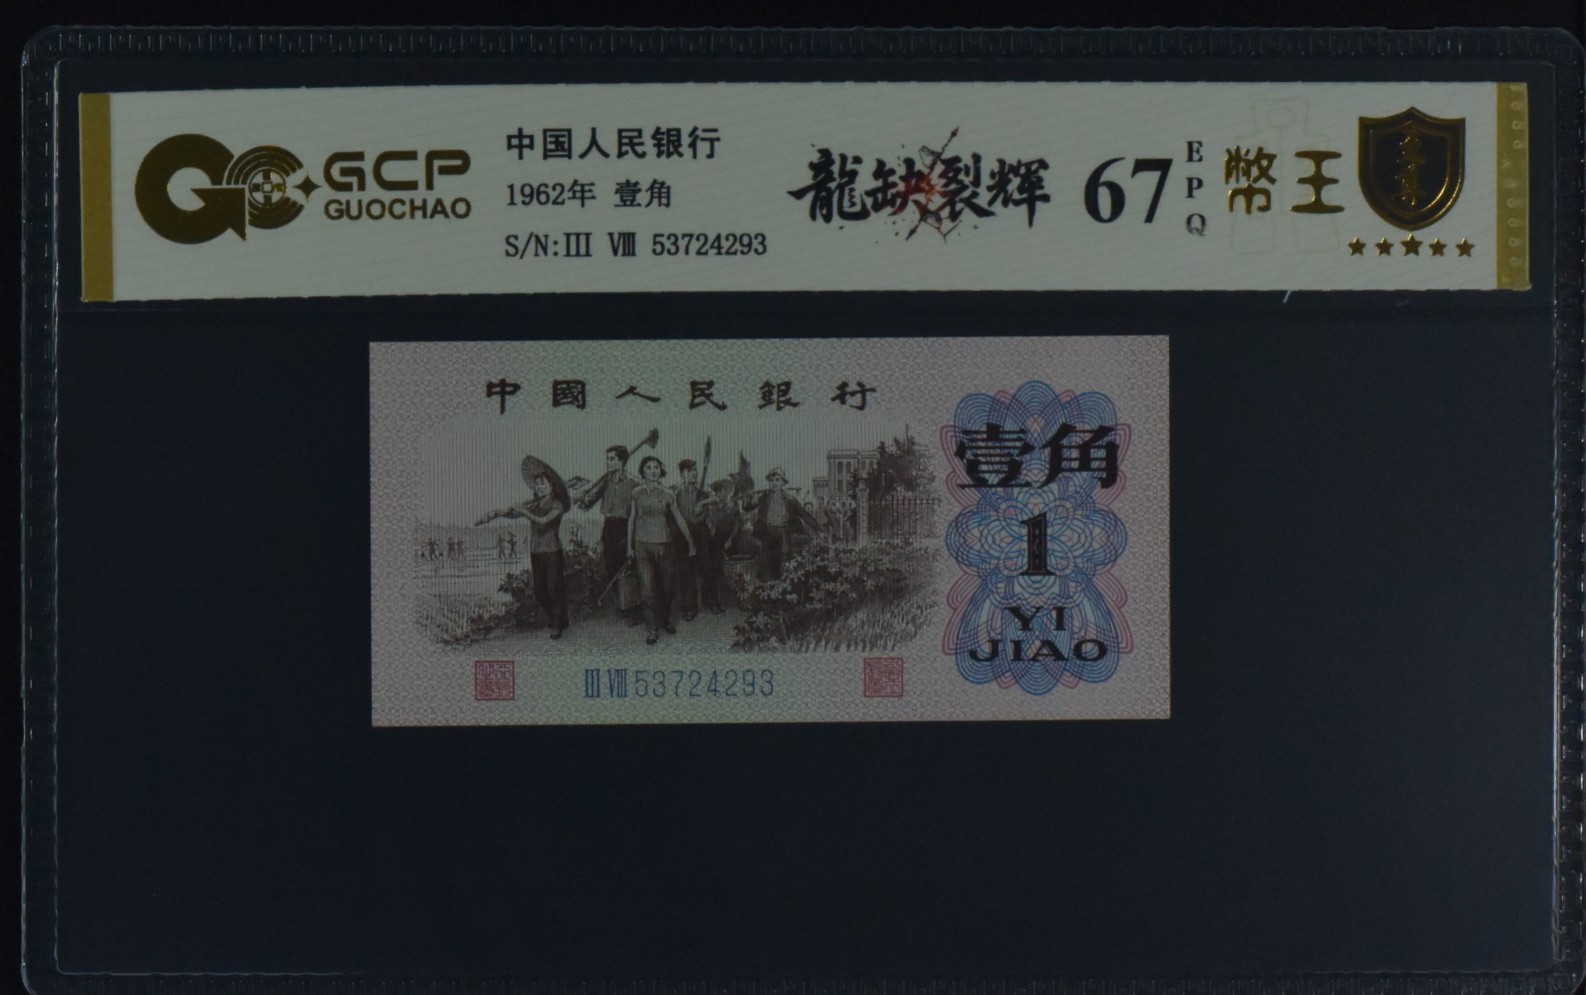 GCP
GUOCHAO
中国人民银行
1962年 壹角
S/N:III VIII 53724293
龍缺裂辉
67
EPQ
幣王
★★★★★
中國人民銀行
壹角
1
YI
JIAO
III VIII 53724293